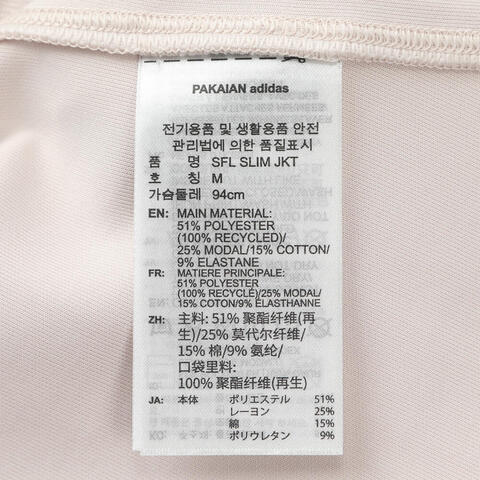 PAKAIAN adidas
전기용품 및 생활용품 안전
관리법에 의한 품질표시
품 명 SFL SLIM JKT
호 칭 M
가슴둘레 94cm
EN: MAIN MATERIAL:
51% POLYESTER
(100% RECYCLED)/
25% MODAL/15% COTTON/
9% ELASTANE
FR: MATIERE PRINCIPALE:
51% POLYESTER
(100% RECYCLÉ)/25% MODAL/
15% COTON/9% ÉLASTHANNE
ZH: 主料: 51% 聚酯纤维(再
生)/25% 莫代尔纤维/
15% 棉/9% 氨纶/
口袋里料:
100% 聚酯纤维(再生)
JA: 本体 ポリエステル 51%
レーヨン 25%
綿 15%
ポリウレタン 9%